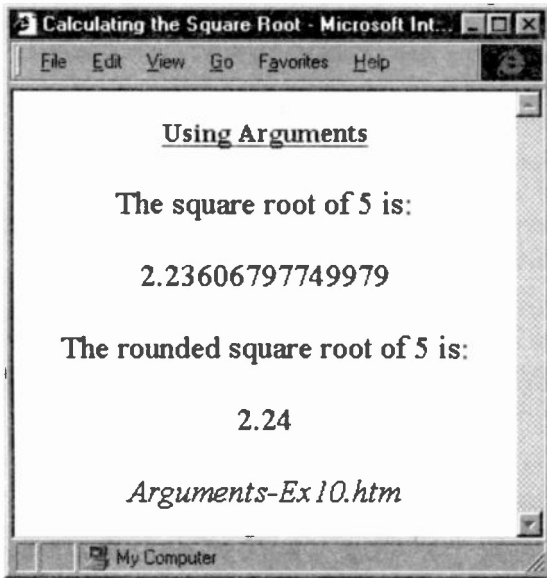 Calculating the Square Root - Microsoft Int...
File Edit View Go Favorites Help
Using Arguments
The square root of 5 is:
2.23606797749979
The rounded square root of 5 is:
2.24
Arguments-Ex10.htm
My Computer